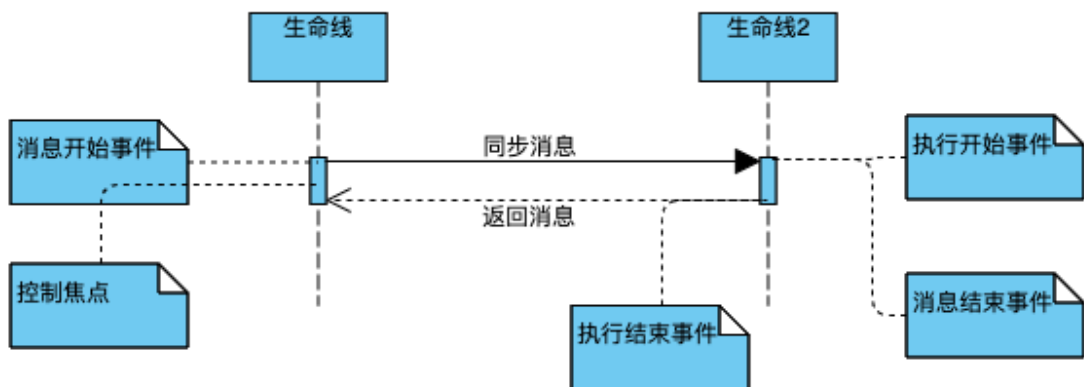 生命线
生命线2
消息开始事件
同步消息
执行开始事件
返回消息
控制焦点
执行结束事件
消息结束事件